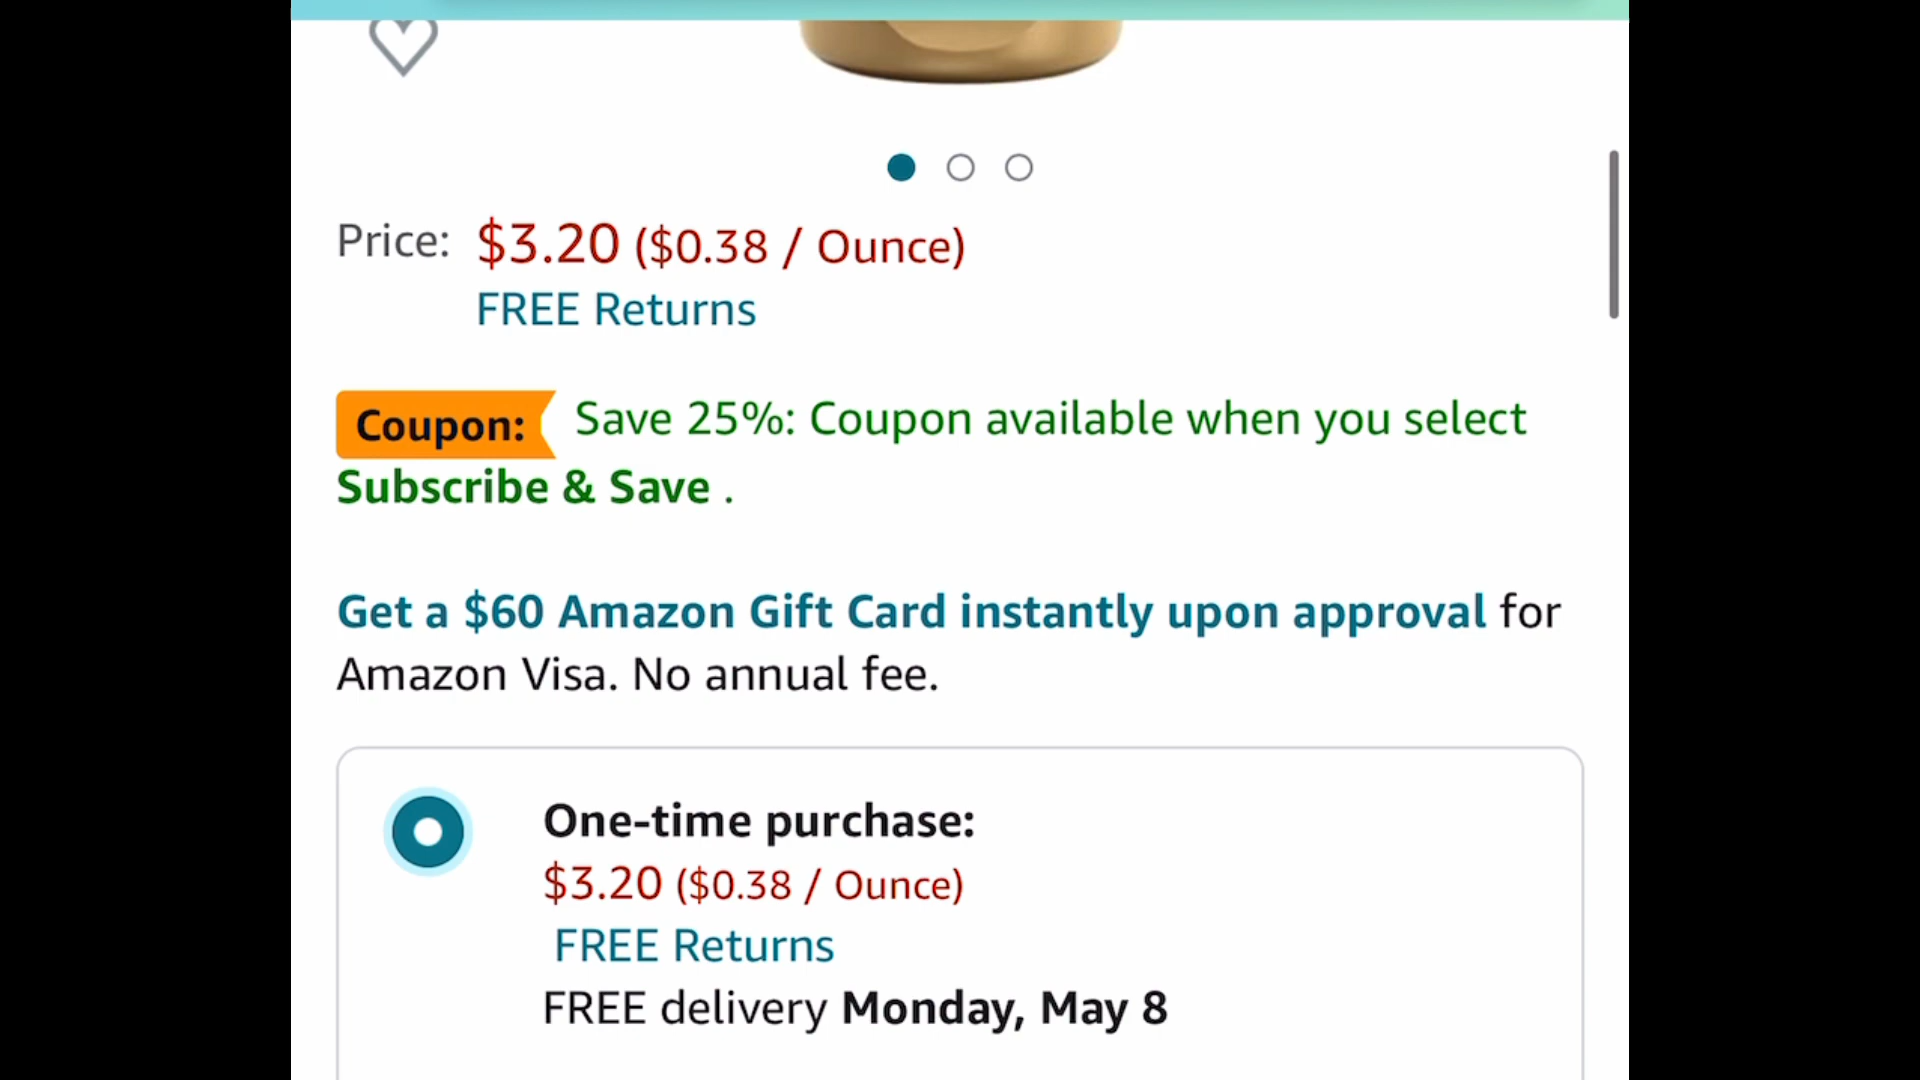 Price: $3.20 ($0.38 / Ounce)
FREE Returns
Coupon: Save 25%: Coupon available when you select
Subscribe & Save .
Get a $60 Amazon Gift Card instantly upon approval for
Amazon Visa. No annual fee.
One-time purchase:
$3.20 ($0.38 / Ounce)
FREE Returns
FREE delivery Monday, May 8